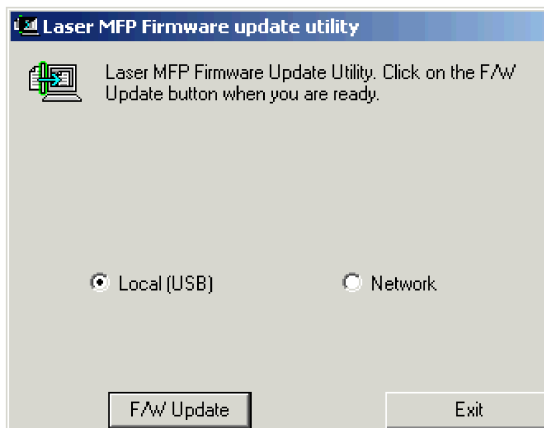 Laser MFP Firmware update utility
Laser MFP Firmware Update Utility. Click on the F/W
Update button when you are ready.
Local (USB) Network
F/W Update Exit